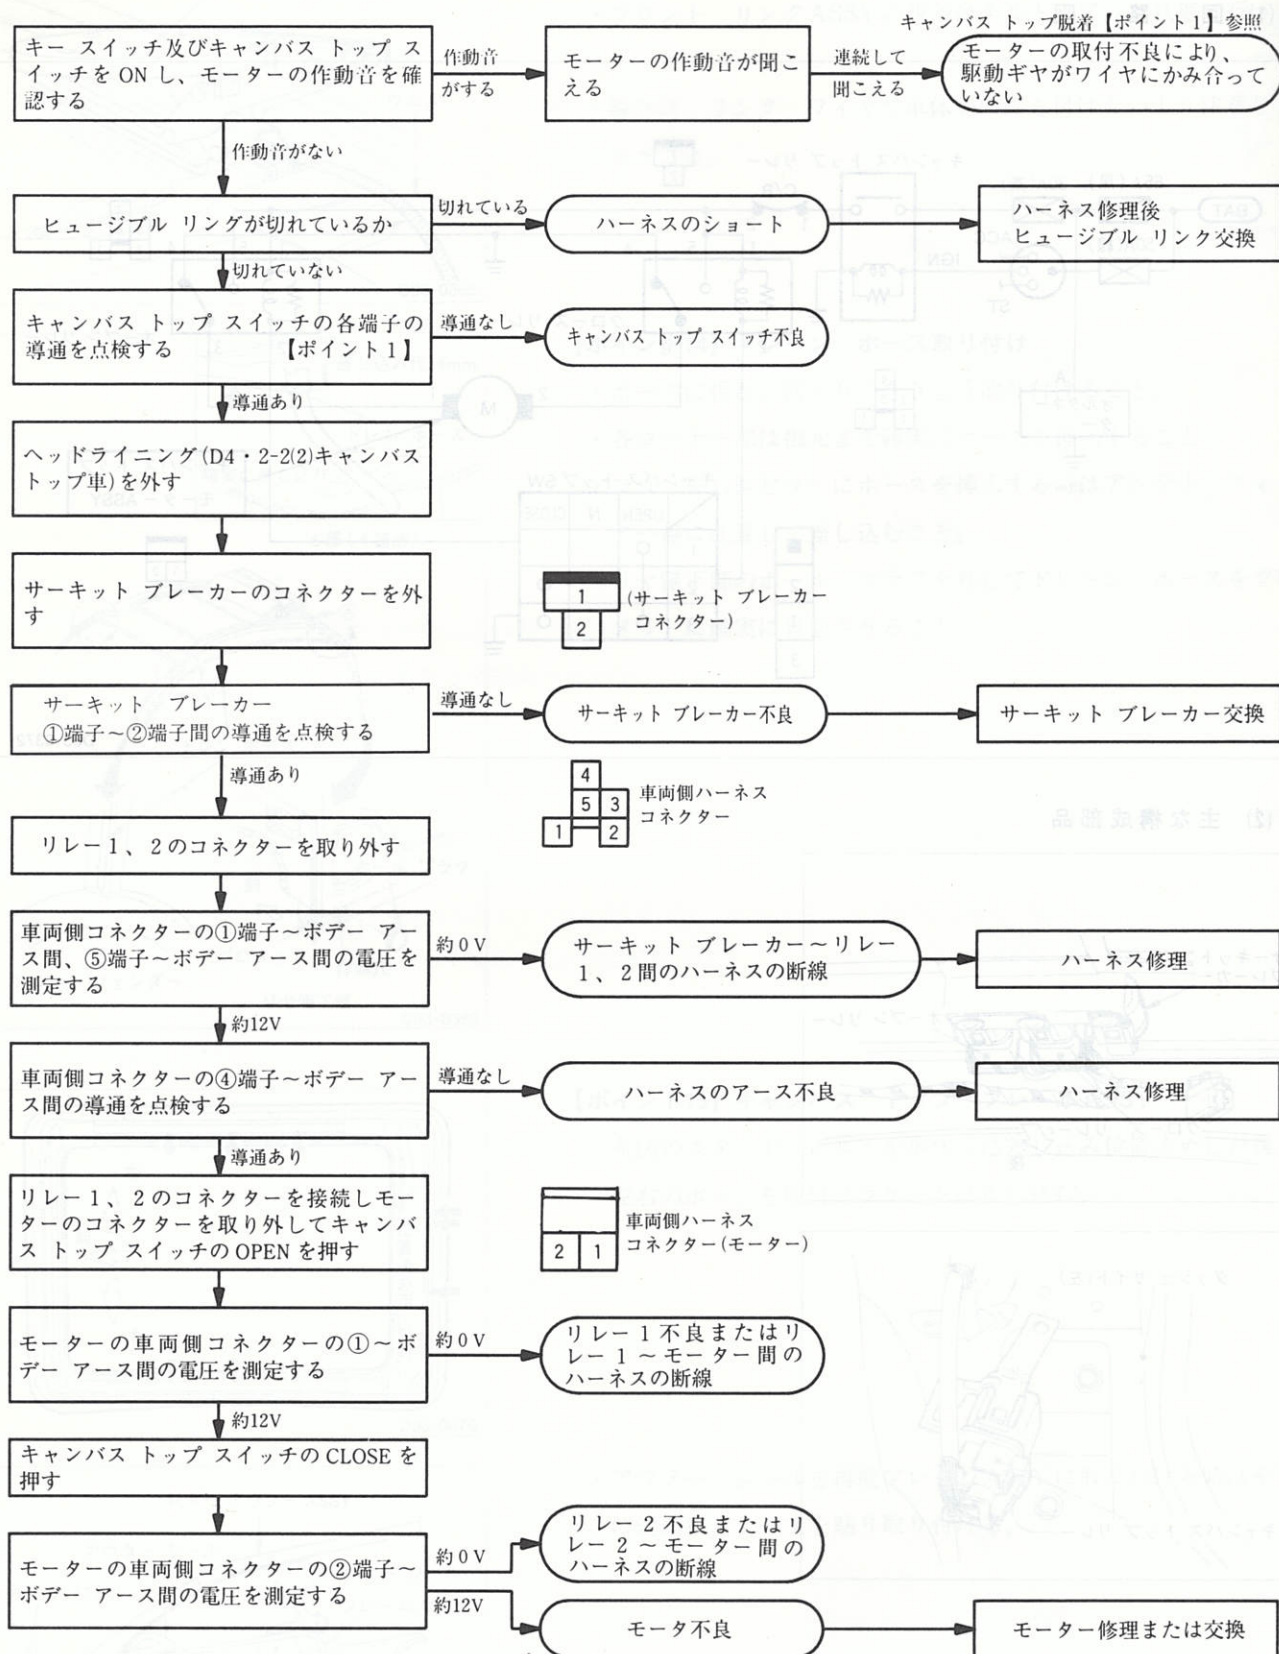 キャンバス トップ脱着【ポイント1】参照
キー スイッチ及びキャンバス トップ ス
イッチを ON し、モーターの作動音を確
認する
作動音
がする
モーターの作動音が聞こ
える
連続して
聞こえる
モーターの取付不良により、
駆動ギヤがワイヤにかみ合って
いない
作動音がない
ヒュージブル リングが切れているか
切れている
ハーネスのショート
ハーネス修理後
ヒュージブル リンク交換
切れていない
キャンバス トップ スイッチの各端子の
導通を点検する 【ポイント1】
導通なし
キャンバス トップ スイッチ不良
導通あり
ヘッドライニング(D4・2-2(2)キャンバス
トップ車)を外す
サーキット ブレーカーのコネクターを外
す
1
2
(サーキット ブレーカー
コネクター)
サーキット ブレーカー
①端子～②端子間の導通を点検する
導通なし
サーキット ブレーカー不良
サーキット ブレーカー交換
導通あり
4
5 3
1 2
車両側ハーネス
コネクター
リレー1、2のコネクターを取り外す
車両側コネクターの①端子～ボデー アー
ス間、⑤端子～ボデー アース間の電圧を
測定する
約0V
サーキット ブレーカー～リレー
1、2間のハーネスの断線
ハーネス修理
約12V
車両側コネクターの④端子～ボデー アー
ス間の導通を点検する
導通なし
ハーネスのアース不良
ハーネス修理
導通あり
リレー1、2のコネクターを接続しモー
ターのコネクターを取り外してキャンバ
ス トップ スイッチの OPEN を押す
2 1
車両側ハーネス
コネクター(モーター)
モーターの車両側コネクターの①～ボ
デー アース間の電圧を測定する
約0V
リレー1不良またはリ
レー1～モーター間の
ハーネスの断線
約12V
キャンバス トップ スイッチの CLOSE を
押す
モーターの車両側コネクターの②端子～
ボデー アース間の電圧を測定する
約0V
リレー2不良またはリ
レー2～モーター間の
ハーネスの断線
約12V
モータ不良
モーター修理または交換